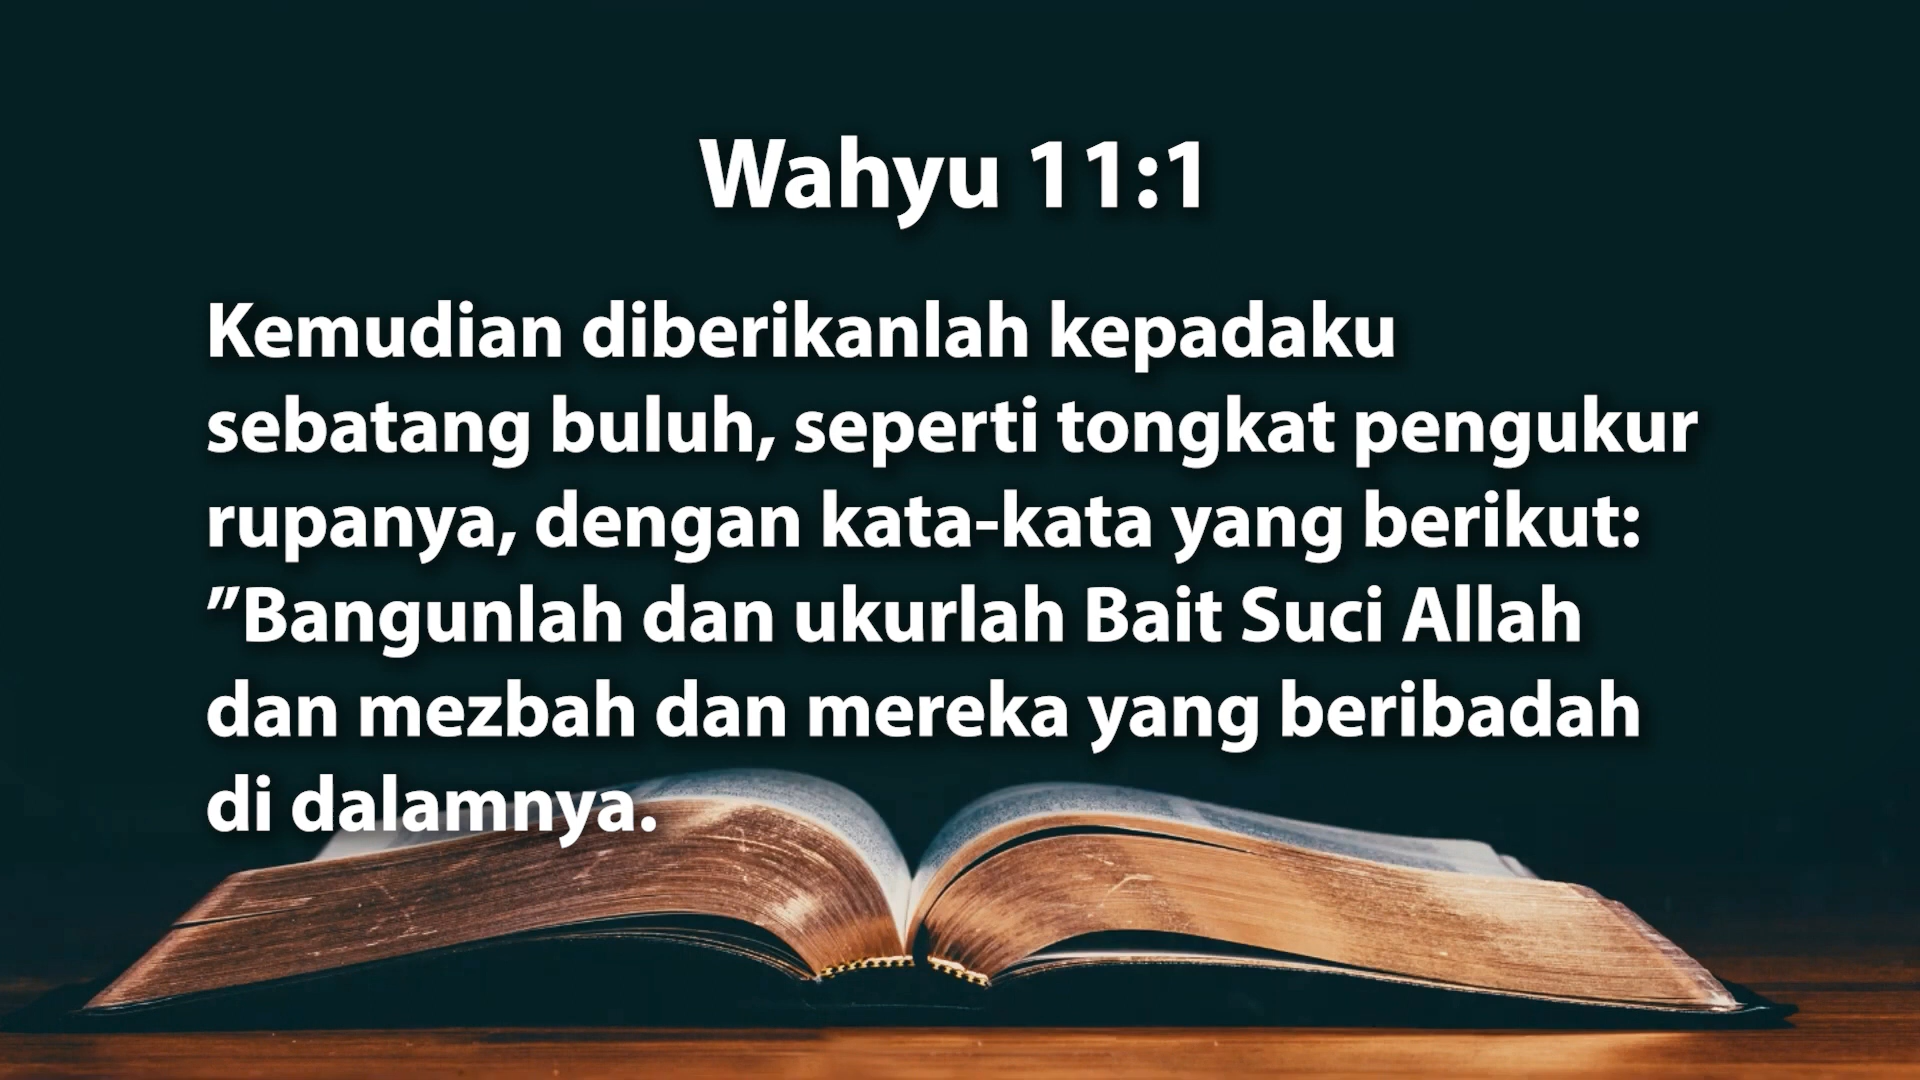 Wahyu 11:1
Kemudian diberikanlah kepadaku
sebatang buluh, seperti tongkat pengukur
rupanya, dengan kata-kata yang berikut:
”Bangunlah dan ukurlah Bait Suci Allah
dan mezbah dan mereka yang beribadah
di dalamnya.